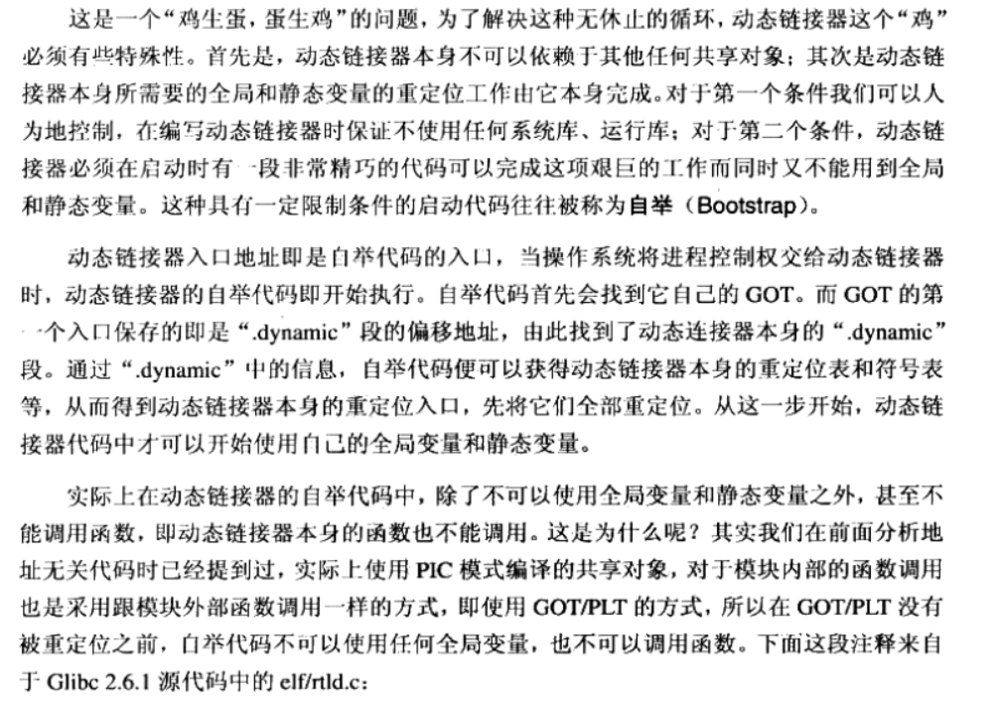 这是一个“鸡生蛋，蛋生鸡”的问题，为了解决这种无休止的循环，动态链接器这个“鸡”
必须有些特殊性。首先是，动态链接器本身不可以依赖于其他任何共享对象；其次是动态链
接器本身所需要的全局和静态变量的重定位工作由它本身完成。对于第一个条件我们可以人
为地控制，在编写动态链接器时保证不使用任何系统库、运行库；对于第二个条件，动态链
接器必须在启动时有一段非常精巧的代码可以完成这项艰巨的工作而同时又不能用到全局
和静态变量。这种具有一定限制条件的启动代码往往被称为自举（Bootstrap）。
动态链接器入口地址即是自举代码的入口，当操作系统将进程控制权交给动态链接器
时，动态链接器的自举代码即开始执行。自举代码首先会找到它自己的 GOT。而 GOT 的第
一个入口保存的即是“.dynamic”段的偏移地址，由此找到了动态连接器本身的“.dynamic”
段。通过“.dynamic”中的信息，自举代码便可以获得动态链接器本身的重定位表和符号表
等，从而得到动态链接器本身的重定位入口，先将它们全部重定位。从这一步开始，动态链
接器代码中才可以开始使用自己的全局变量和静态变量。
实际上在动态链接器的自举代码中，除了不可以使用全局变量和静态变量之外，甚至不
能调用函数，即动态链接器本身的函数也不能调用。这是为什么呢？其实我们在前面分析地
址无关代码时已经提到过，实际上使用 PIC 模式编译的共享对象，对于模块内部的函数调用
也是采用跟模块外部函数调用一样的方式，即使用 GOT/PLT 的方式，所以在 GOT/PLT 没有
被重定位之前，自举代码不可以使用任何全局变量，也不可以调用函数。下面这段注释来自
于 Glibc 2.6.1 源代码中的 elf/rtld.c：